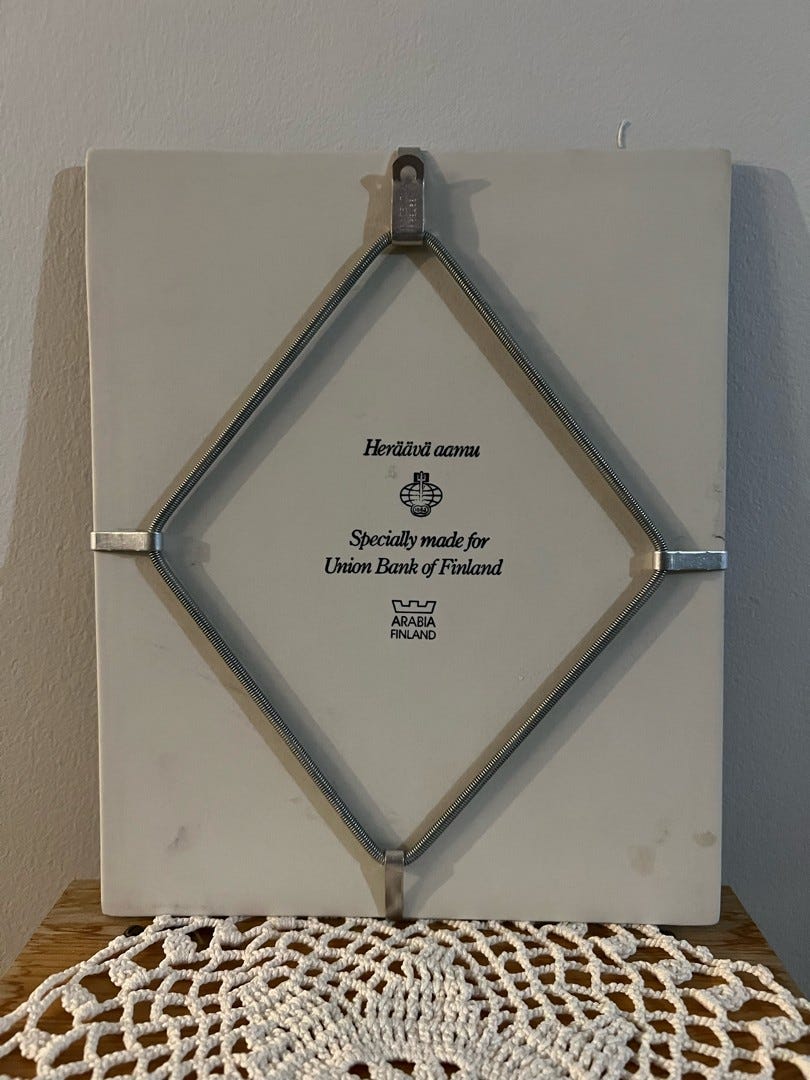 Heräävä aamu
Specially made for
Union Bank of Finland
ARABIA
FINLAND